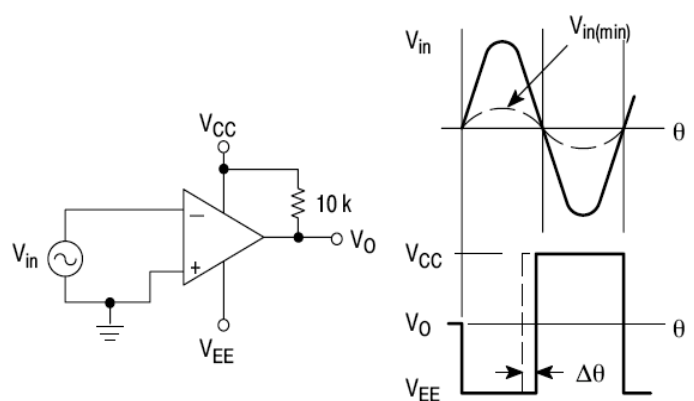 VCC
10 k
Vin
−
+
VO
VEE
Vin
Vin(min)
θ
VCC
VO
θ
VEE
Δθ